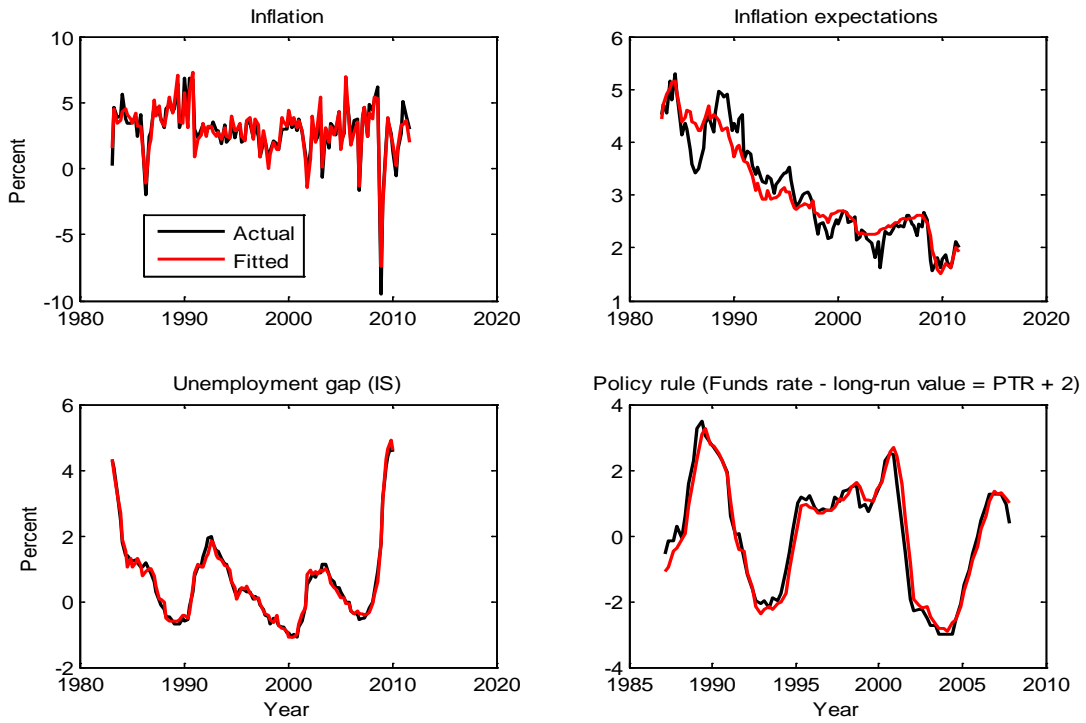 Inflation
10
5
0
-5
-10
Percent
Actual
Fitted
1980 1990 2000 2010 2020
Inflation expectations
6
5
4
3
2
1
1980 1990 2000 2010 2020
Unemployment gap (IS)
6
4
2
0
-2
Percent
1980 1990 2000 2010 2020
Year
Policy rule (Funds rate - long-run value = PTR + 2)
4
2
0
-2
-4
1985 1990 1995 2000 2005 2010
Year